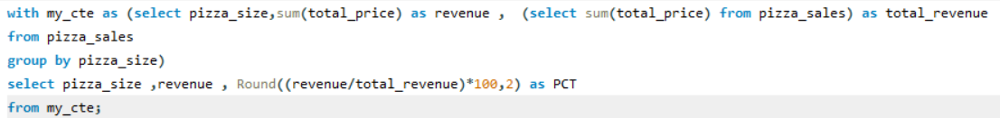 with my_cte as (select pizza_size,sum(total_price) as revenue ,  (select sum(total_price) from pizza_sales) as total_revenue
from pizza_sales
group by pizza_size)
select pizza_size ,revenue , Round((revenue/total_revenue)*100,2) as PCT
from my_cte;